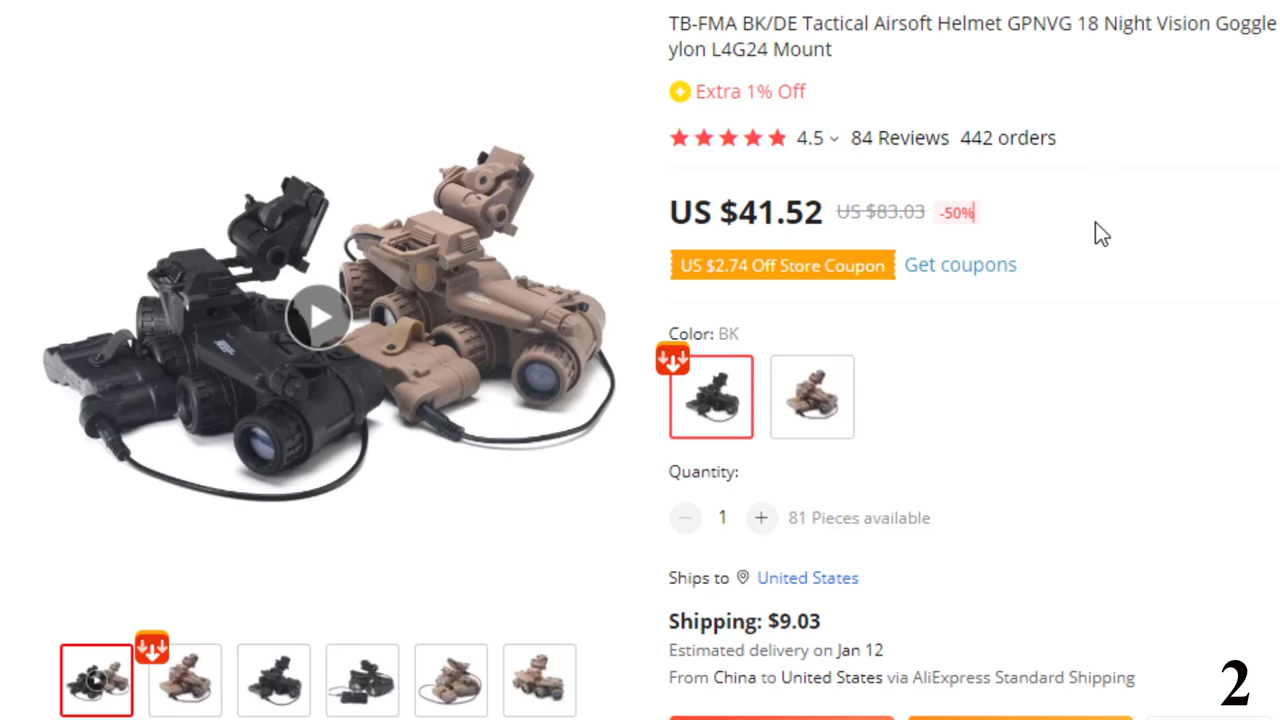 TB-FMA BK/DE Tactical Airsoft Helmet GPNVG 18 Night Vision Goggle
ylon L4G24 Mount
Extra 1% Off
4.5 84 Reviews 442 orders
US $41.52 US $83.03 -50%
US $2.74 Off Store Coupon Get coupons
Color: BK
Quantity:
1 81 Pieces available
Ships to United States
Shipping: $9.03
Estimated delivery on Jan 12
From China to United States via AliExpress Standard Shipping
2